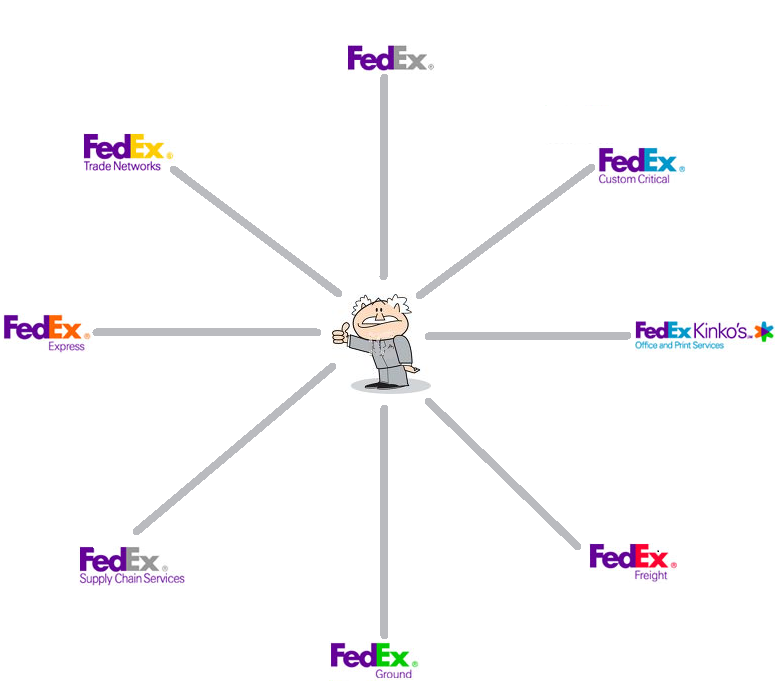 FedEx®
FedEx®
Trade Networks
FedEx®
Custom Critical
FedEx®
Express
FedEx Kinko's℠
Office and Print Services
FedEx®
Supply Chain Services
FedEx®
Freight
FedEx®
Ground